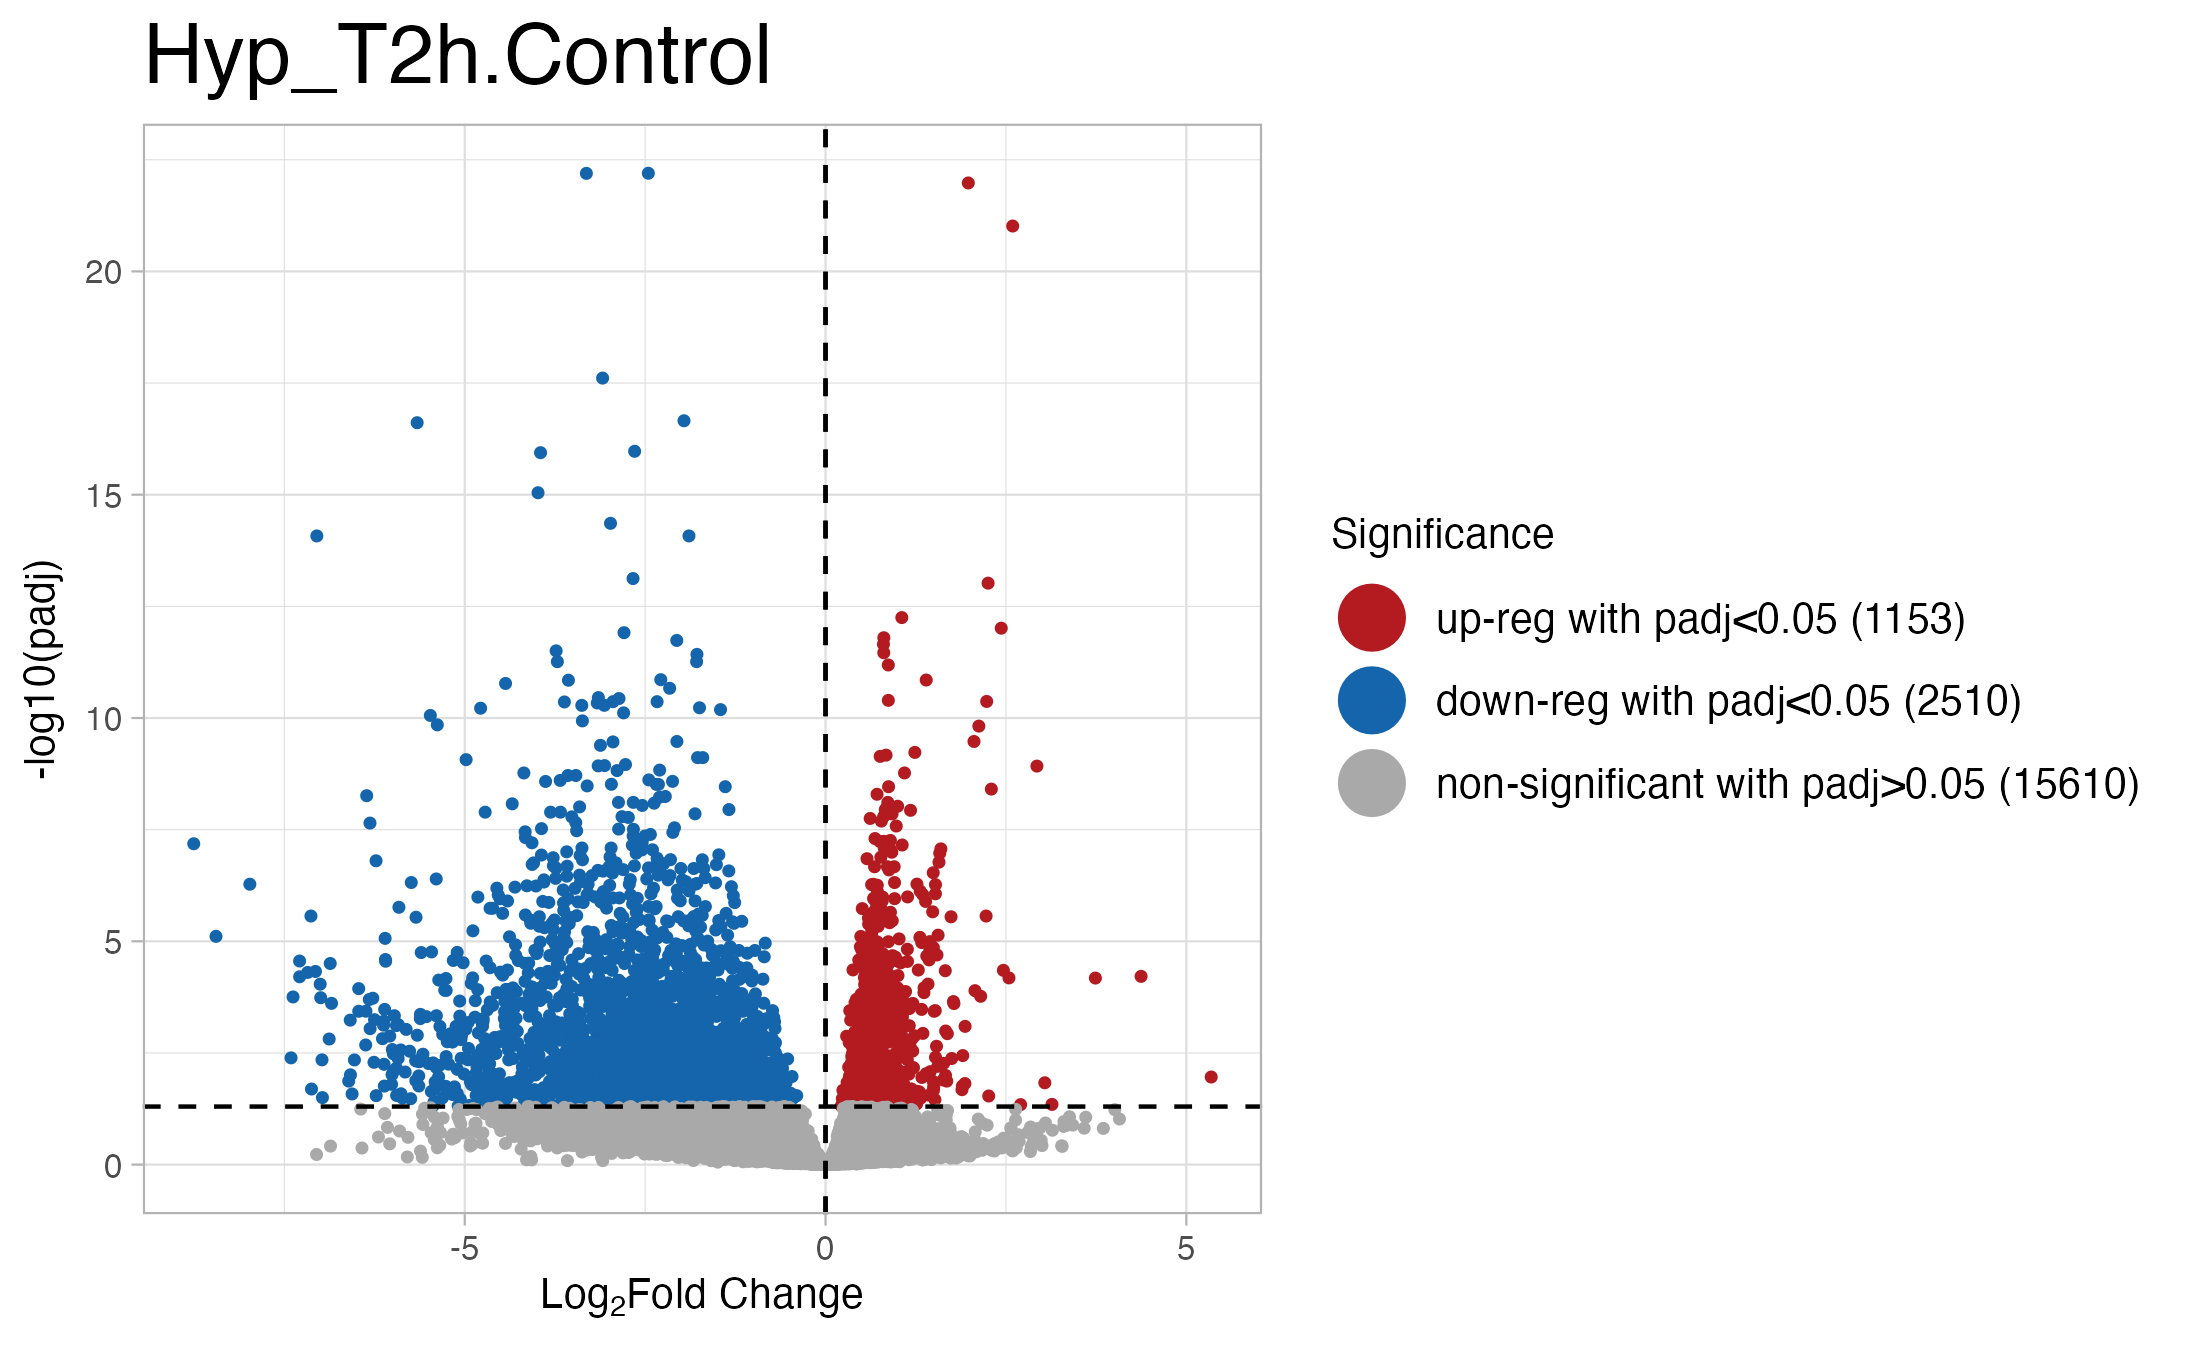 Hyp_T2h.Control
20
15
10
5
0
-log10(padj)
-5
0
5
Log₂Fold Change
Significance
up-reg with padj<0.05 (1153)
down-reg with padj<0.05 (2510)
non-significant with padj>0.05 (15610)